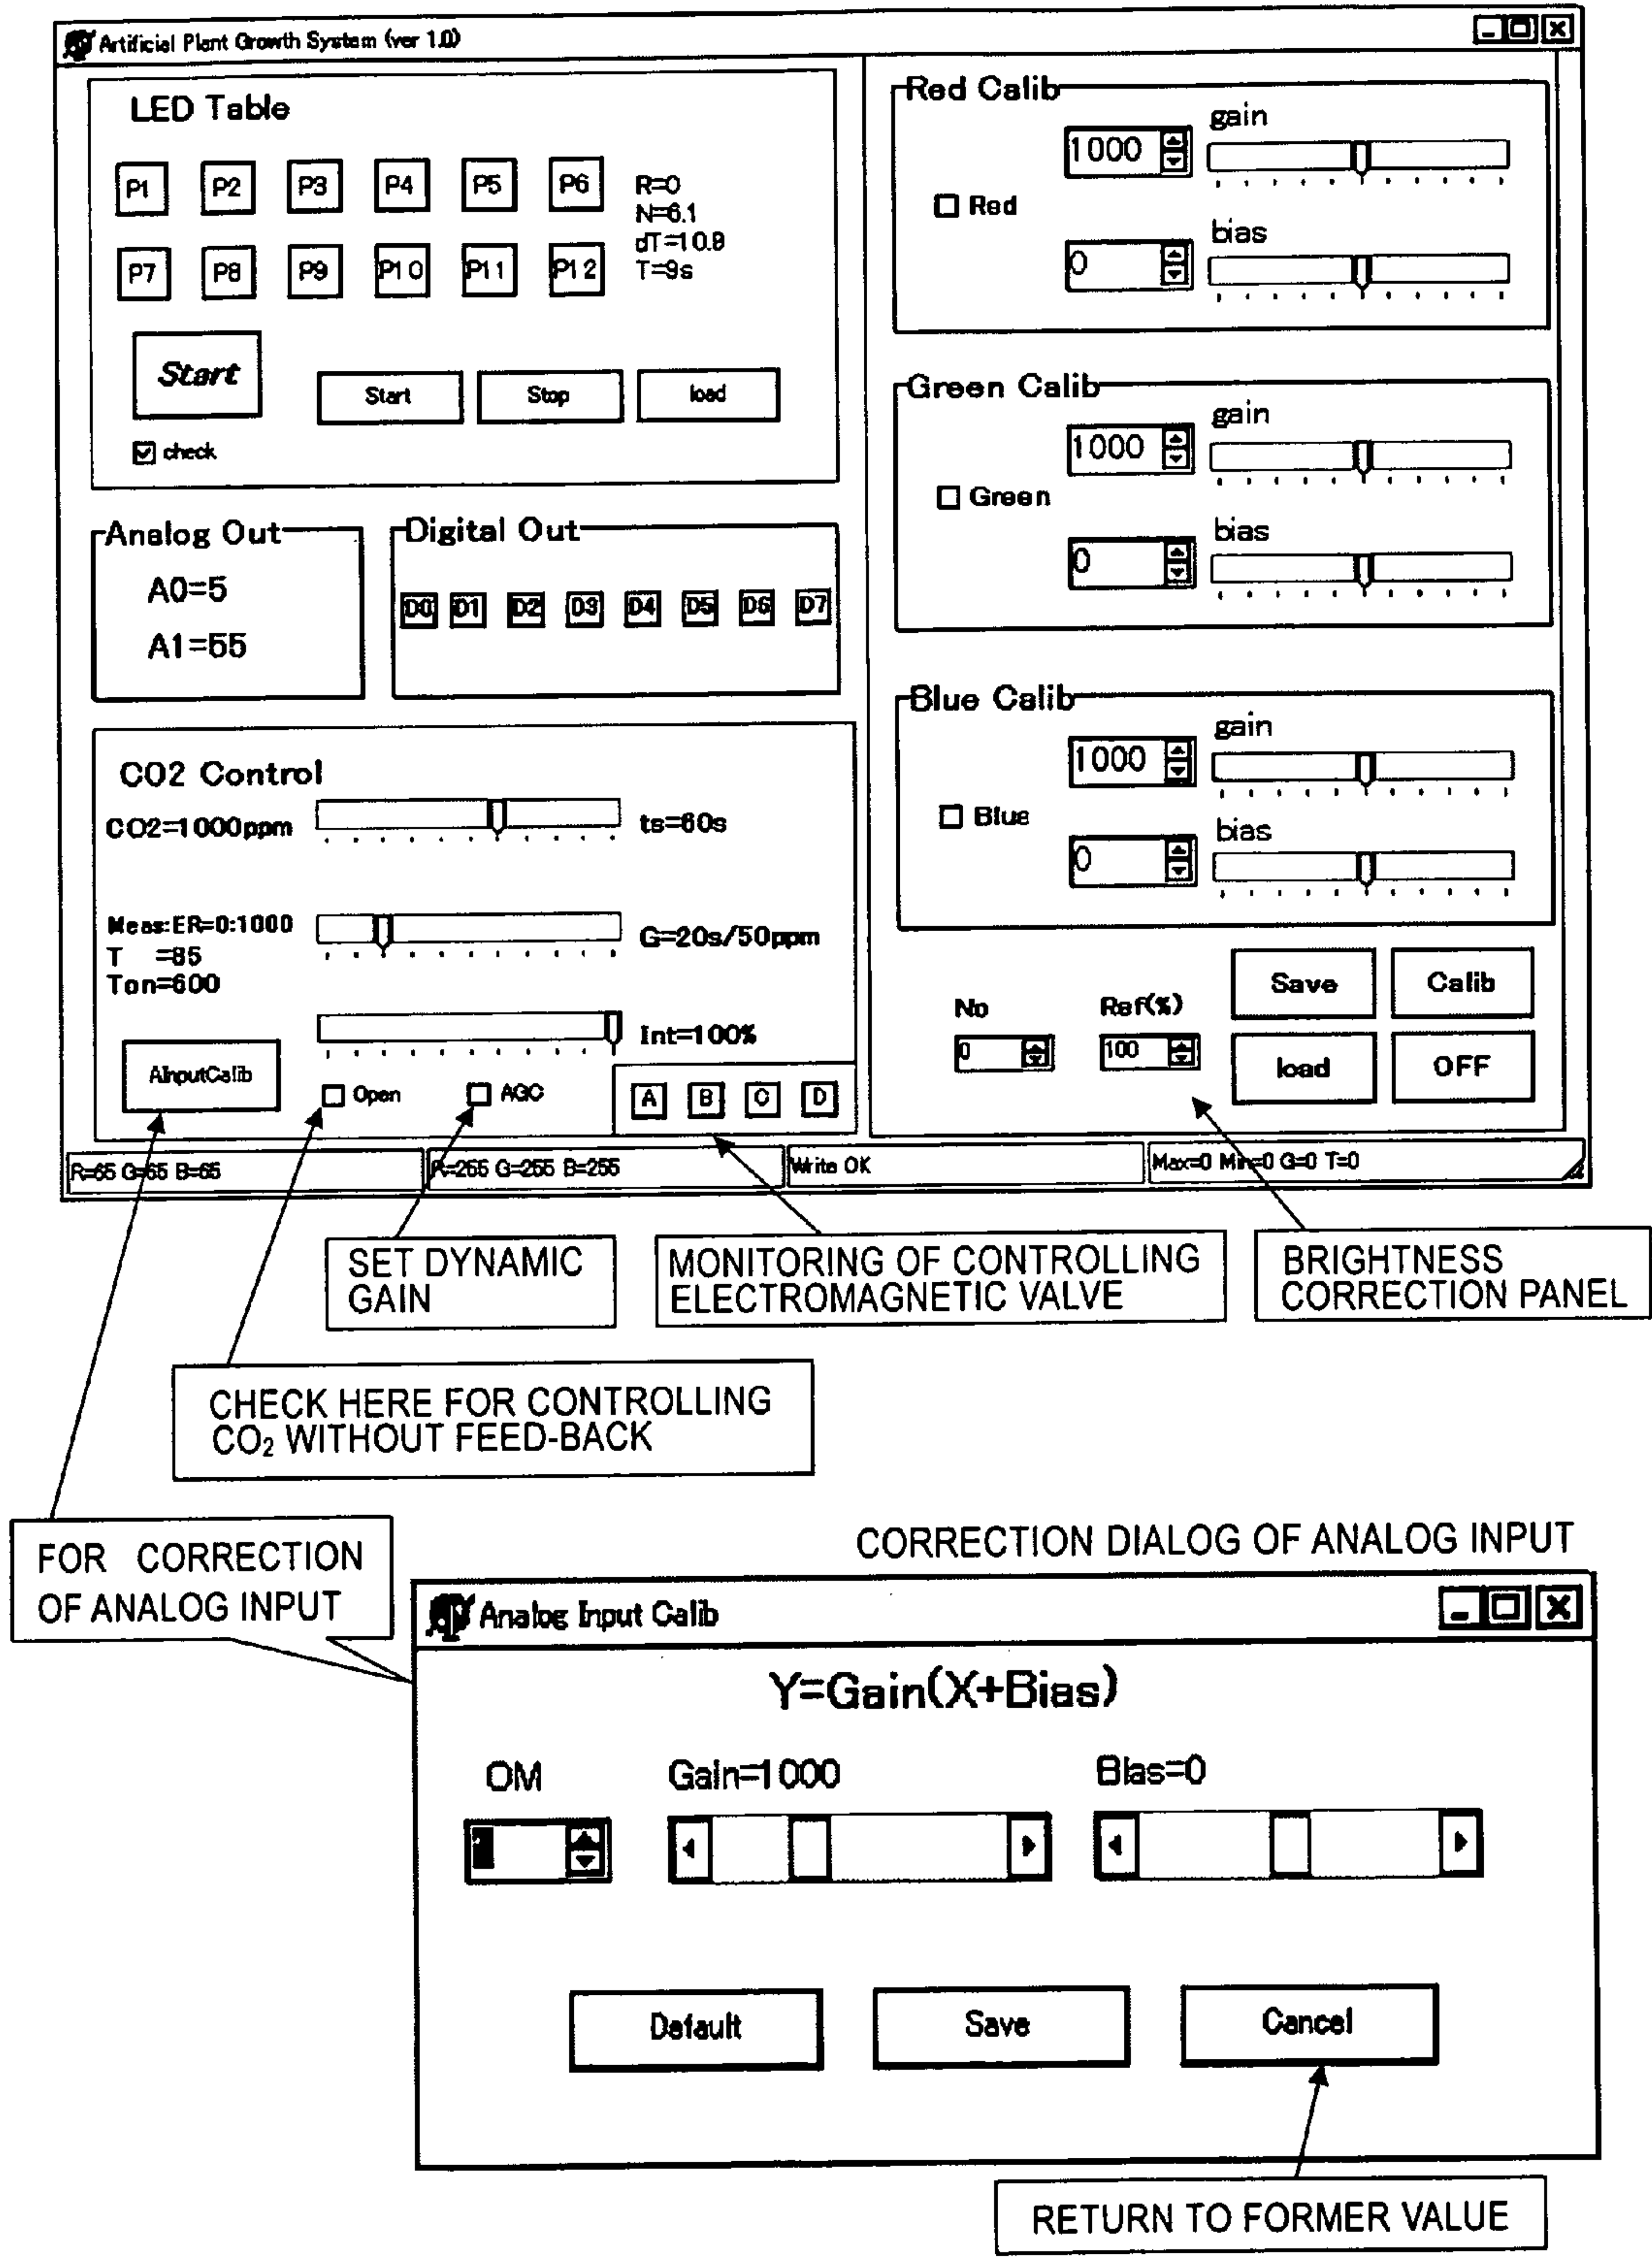 Artificial Plant Growth System (ver 1.0)
LED Table
P1 P2 P3 P4 P5 P6
P7 P8 P9 P10 P11 P12
R=0
N=6.1
dT=10.8
T=9s
Start
Start Stop load
check
Analog Out
A0=5
A1=55
Digital Out
D0 D1 D2 D3 D4 D5 D6 D7
CO2 Control
CO2=1000ppm
ts=60s
Meas:ER=0:1000
T =85
Ton=600
G=20s/50ppm
Int=100%
AInputCalib
Open
AGC
A B C D
Red Calib
gain
1000
Red
bias
0
Green Calib
gain
1000
Green
bias
0
Blue Calib
gain
1000
Blue
bias
0
No
0
Ref(%)
100
Save Calib
load OFF
R=65 G=65 B=65
R=255 G=255 B=255
Write OK
Max=0 Min=0 G=0 T=0
SET DYNAMIC
GAIN
MONITORING OF CONTROLLING
ELECTROMAGNETIC VALVE
BRIGHTNESS
CORRECTION PANEL
CHECK HERE FOR CONTROLLING
CO₂ WITHOUT FEED-BACK
FOR CORRECTION
OF ANALOG INPUT
CORRECTION DIALOG OF ANALOG INPUT
Analog Input Calib
Y=Gain(X+Bias)
OM
Gain=1000
Bias=0
Default Save Cancel
RETURN TO FORMER VALUE